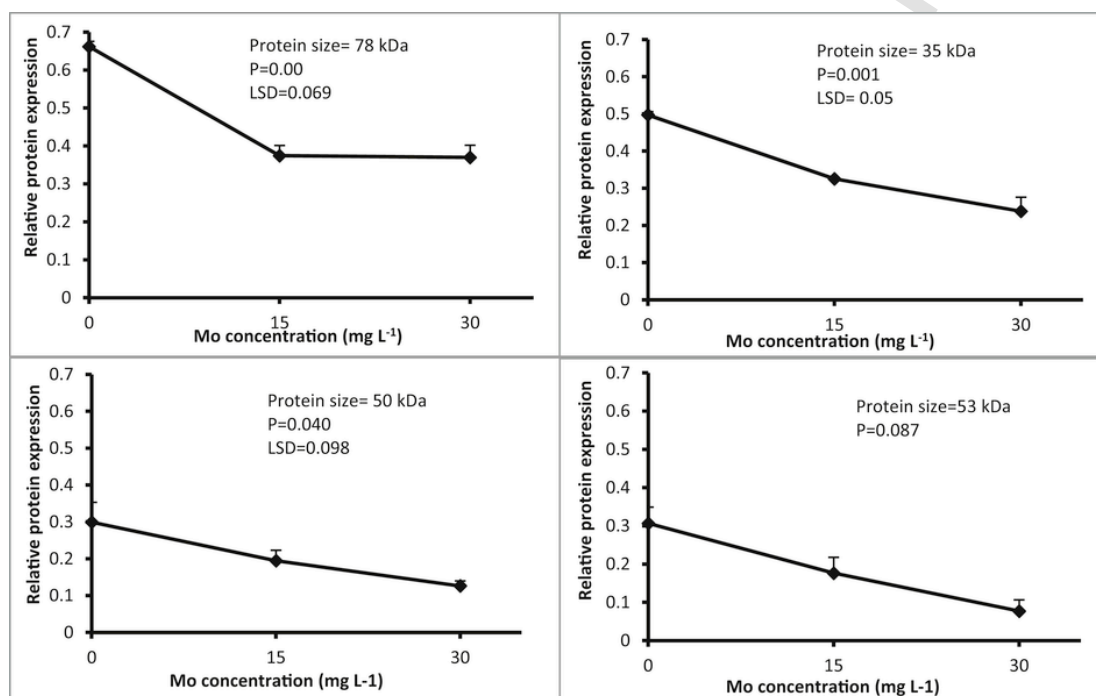 Protein size= 78 kDa
P=0.00
LSD=0.069
Relative protein expression
0.7
0.6
0.5
0.4
0.3
0.2
0.1
0
0
15
30
Mo concentration (mg L⁻¹)
Protein size= 35 kDa
P=0.001
LSD= 0.05
Relative protein expression
0.7
0.6
0.5
0.4
0.3
0.2
0.1
0
0
15
30
Mo concentration (mg L⁻¹)
Protein size= 50 kDa
P=0.040
LSD=0.098
Relative protein expression
0.7
0.6
0.5
0.4
0.3
0.2
0.1
0
0
15
30
Mo concentration (mg L-1)
Protein size=53 kDa
P=0.087
Relative protein expression
0.7
0.6
0.5
0.4
0.3
0.2
0.1
0
0
15
30
Mo concentration (mg L-1)